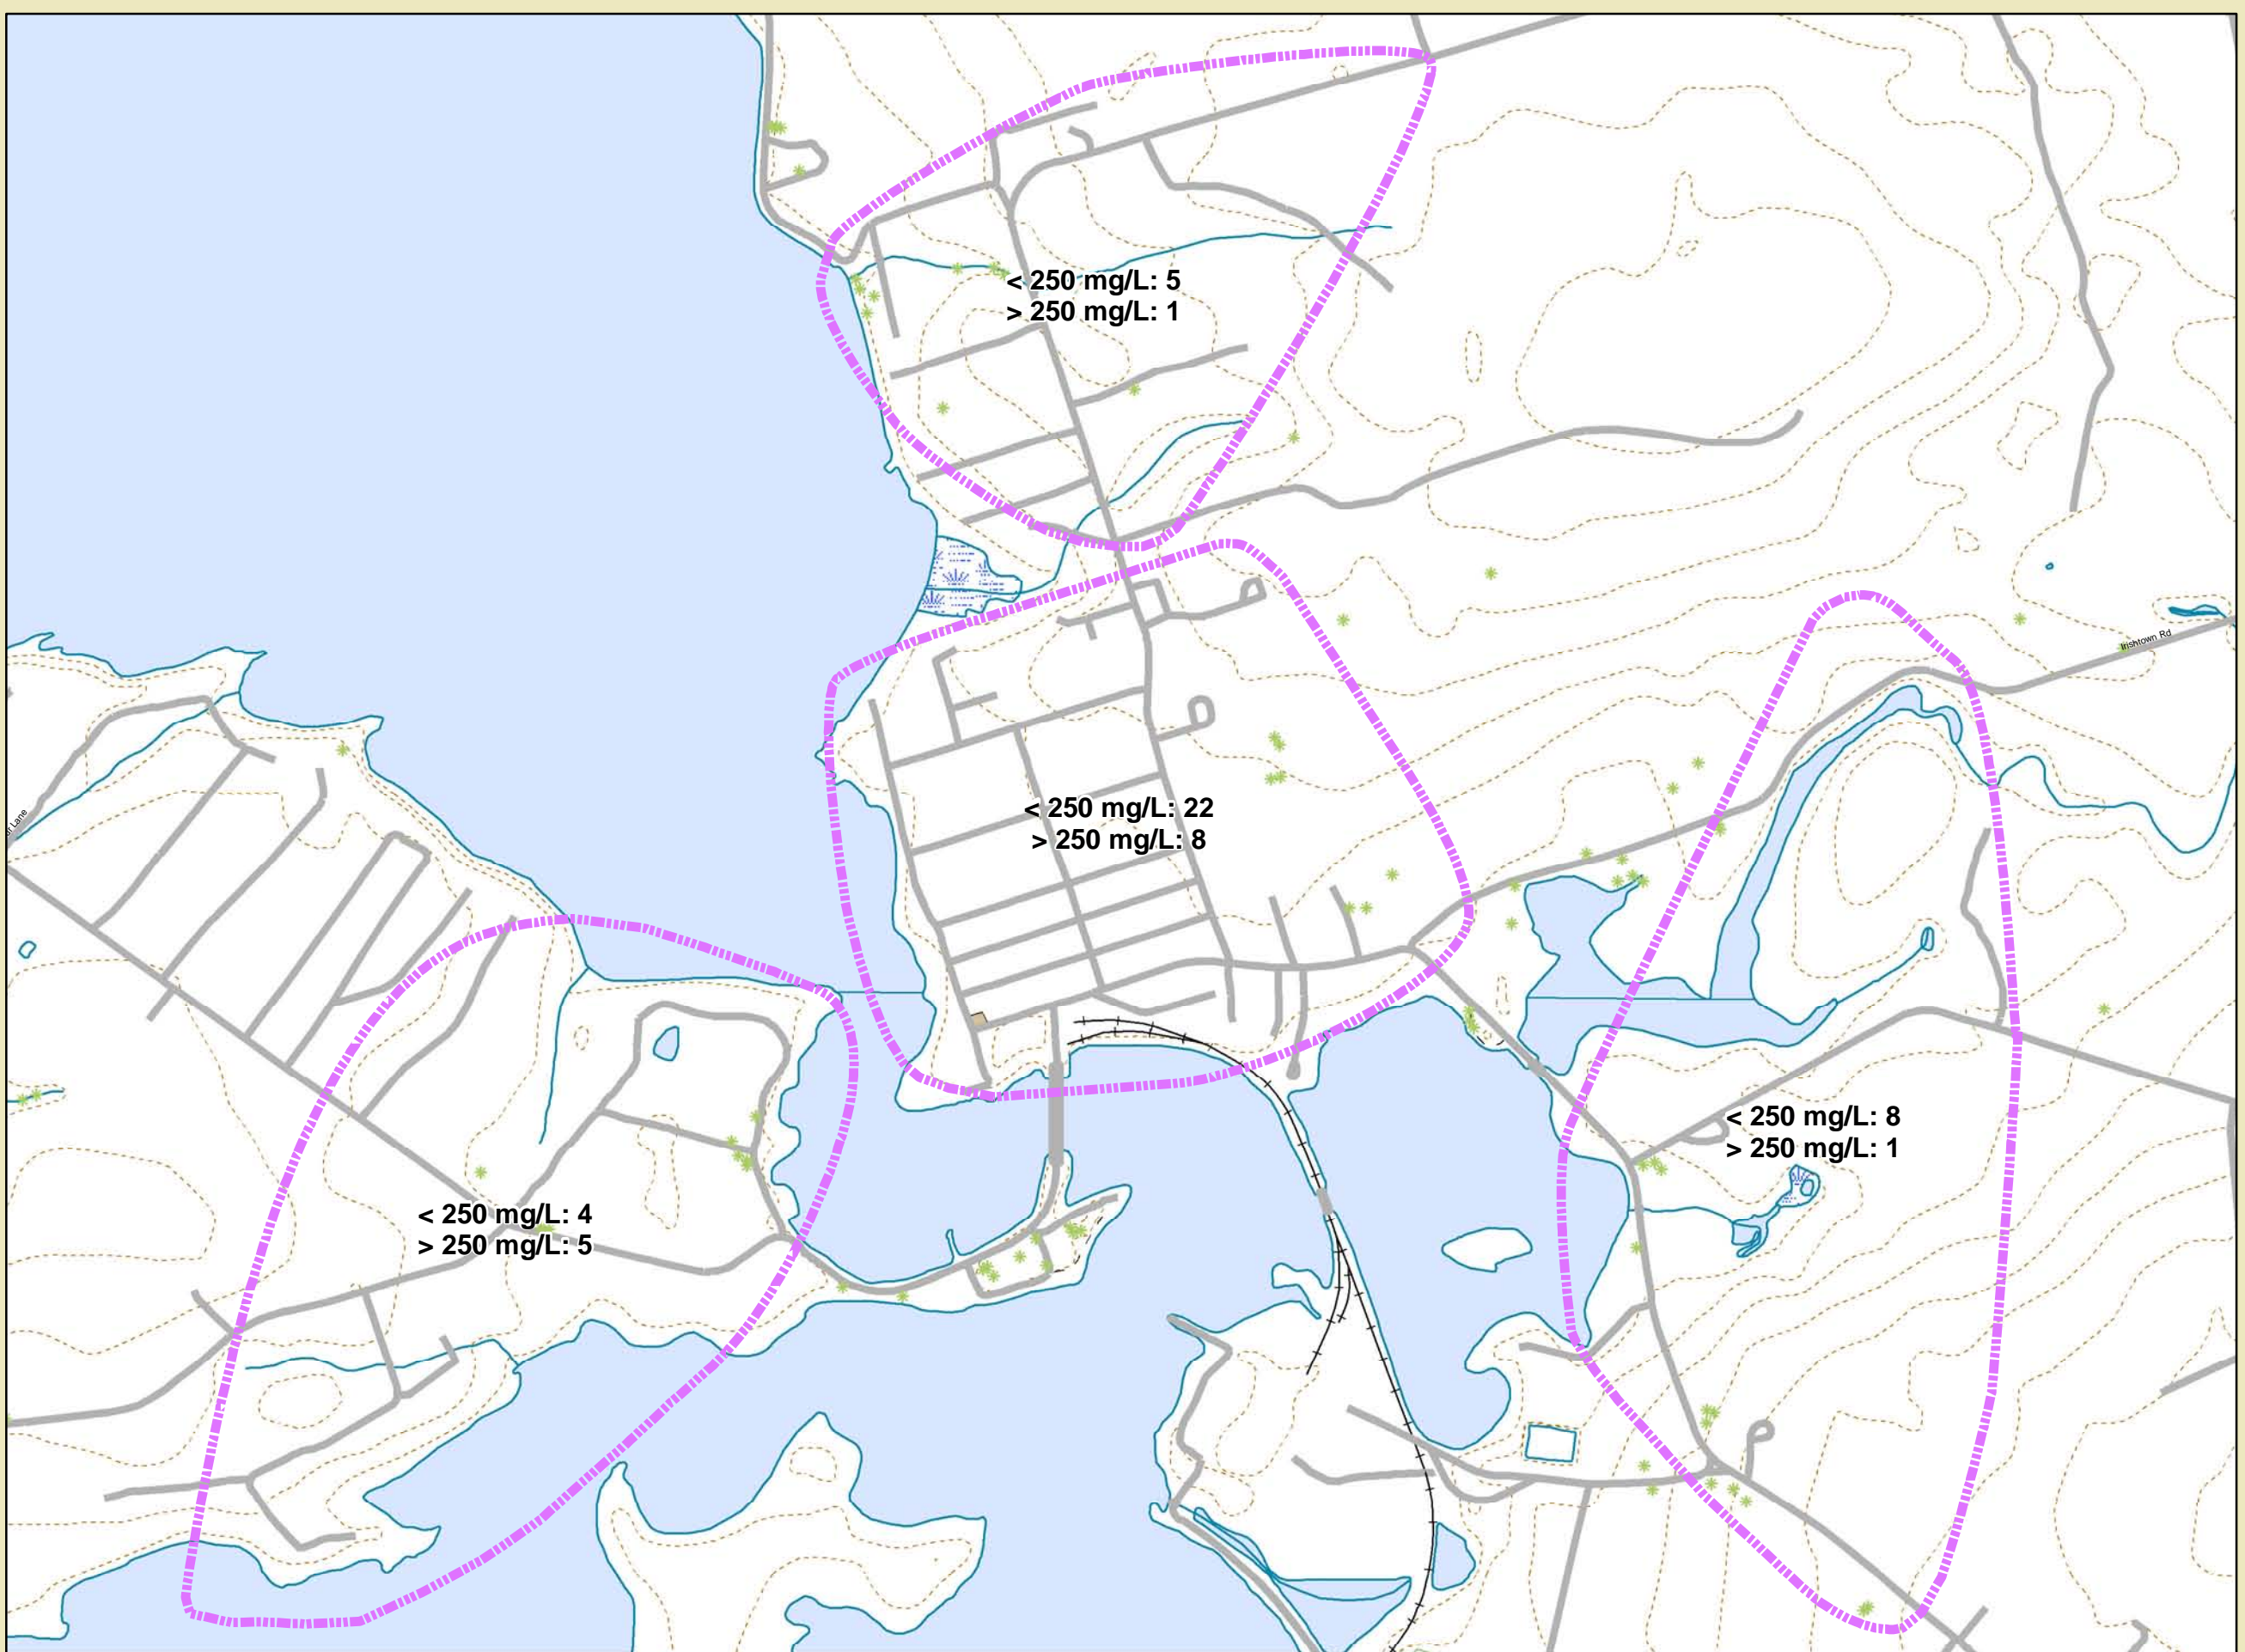 < 250 mg/L: 5
> 250 mg/L: 1
Irishtown Rd
< 250 mg/L: 22
> 250 mg/L: 8
Lane
< 250 mg/L: 8
> 250 mg/L: 1
< 250 mg/L: 4
> 250 mg/L: 5